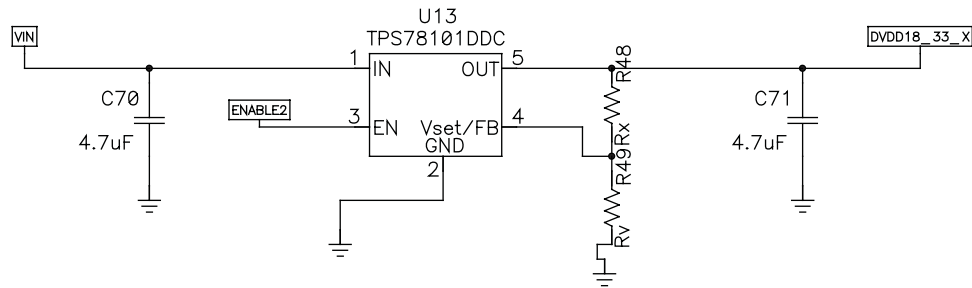 U13
TPS78101DDC
VIN
DVDD18_33_X
1
IN
OUT
5
R48
C70
4.7uF
ENABLE2
3
EN
Vset/FB
4
Rx
C71
4.7uF
GND
2
R49
Rv